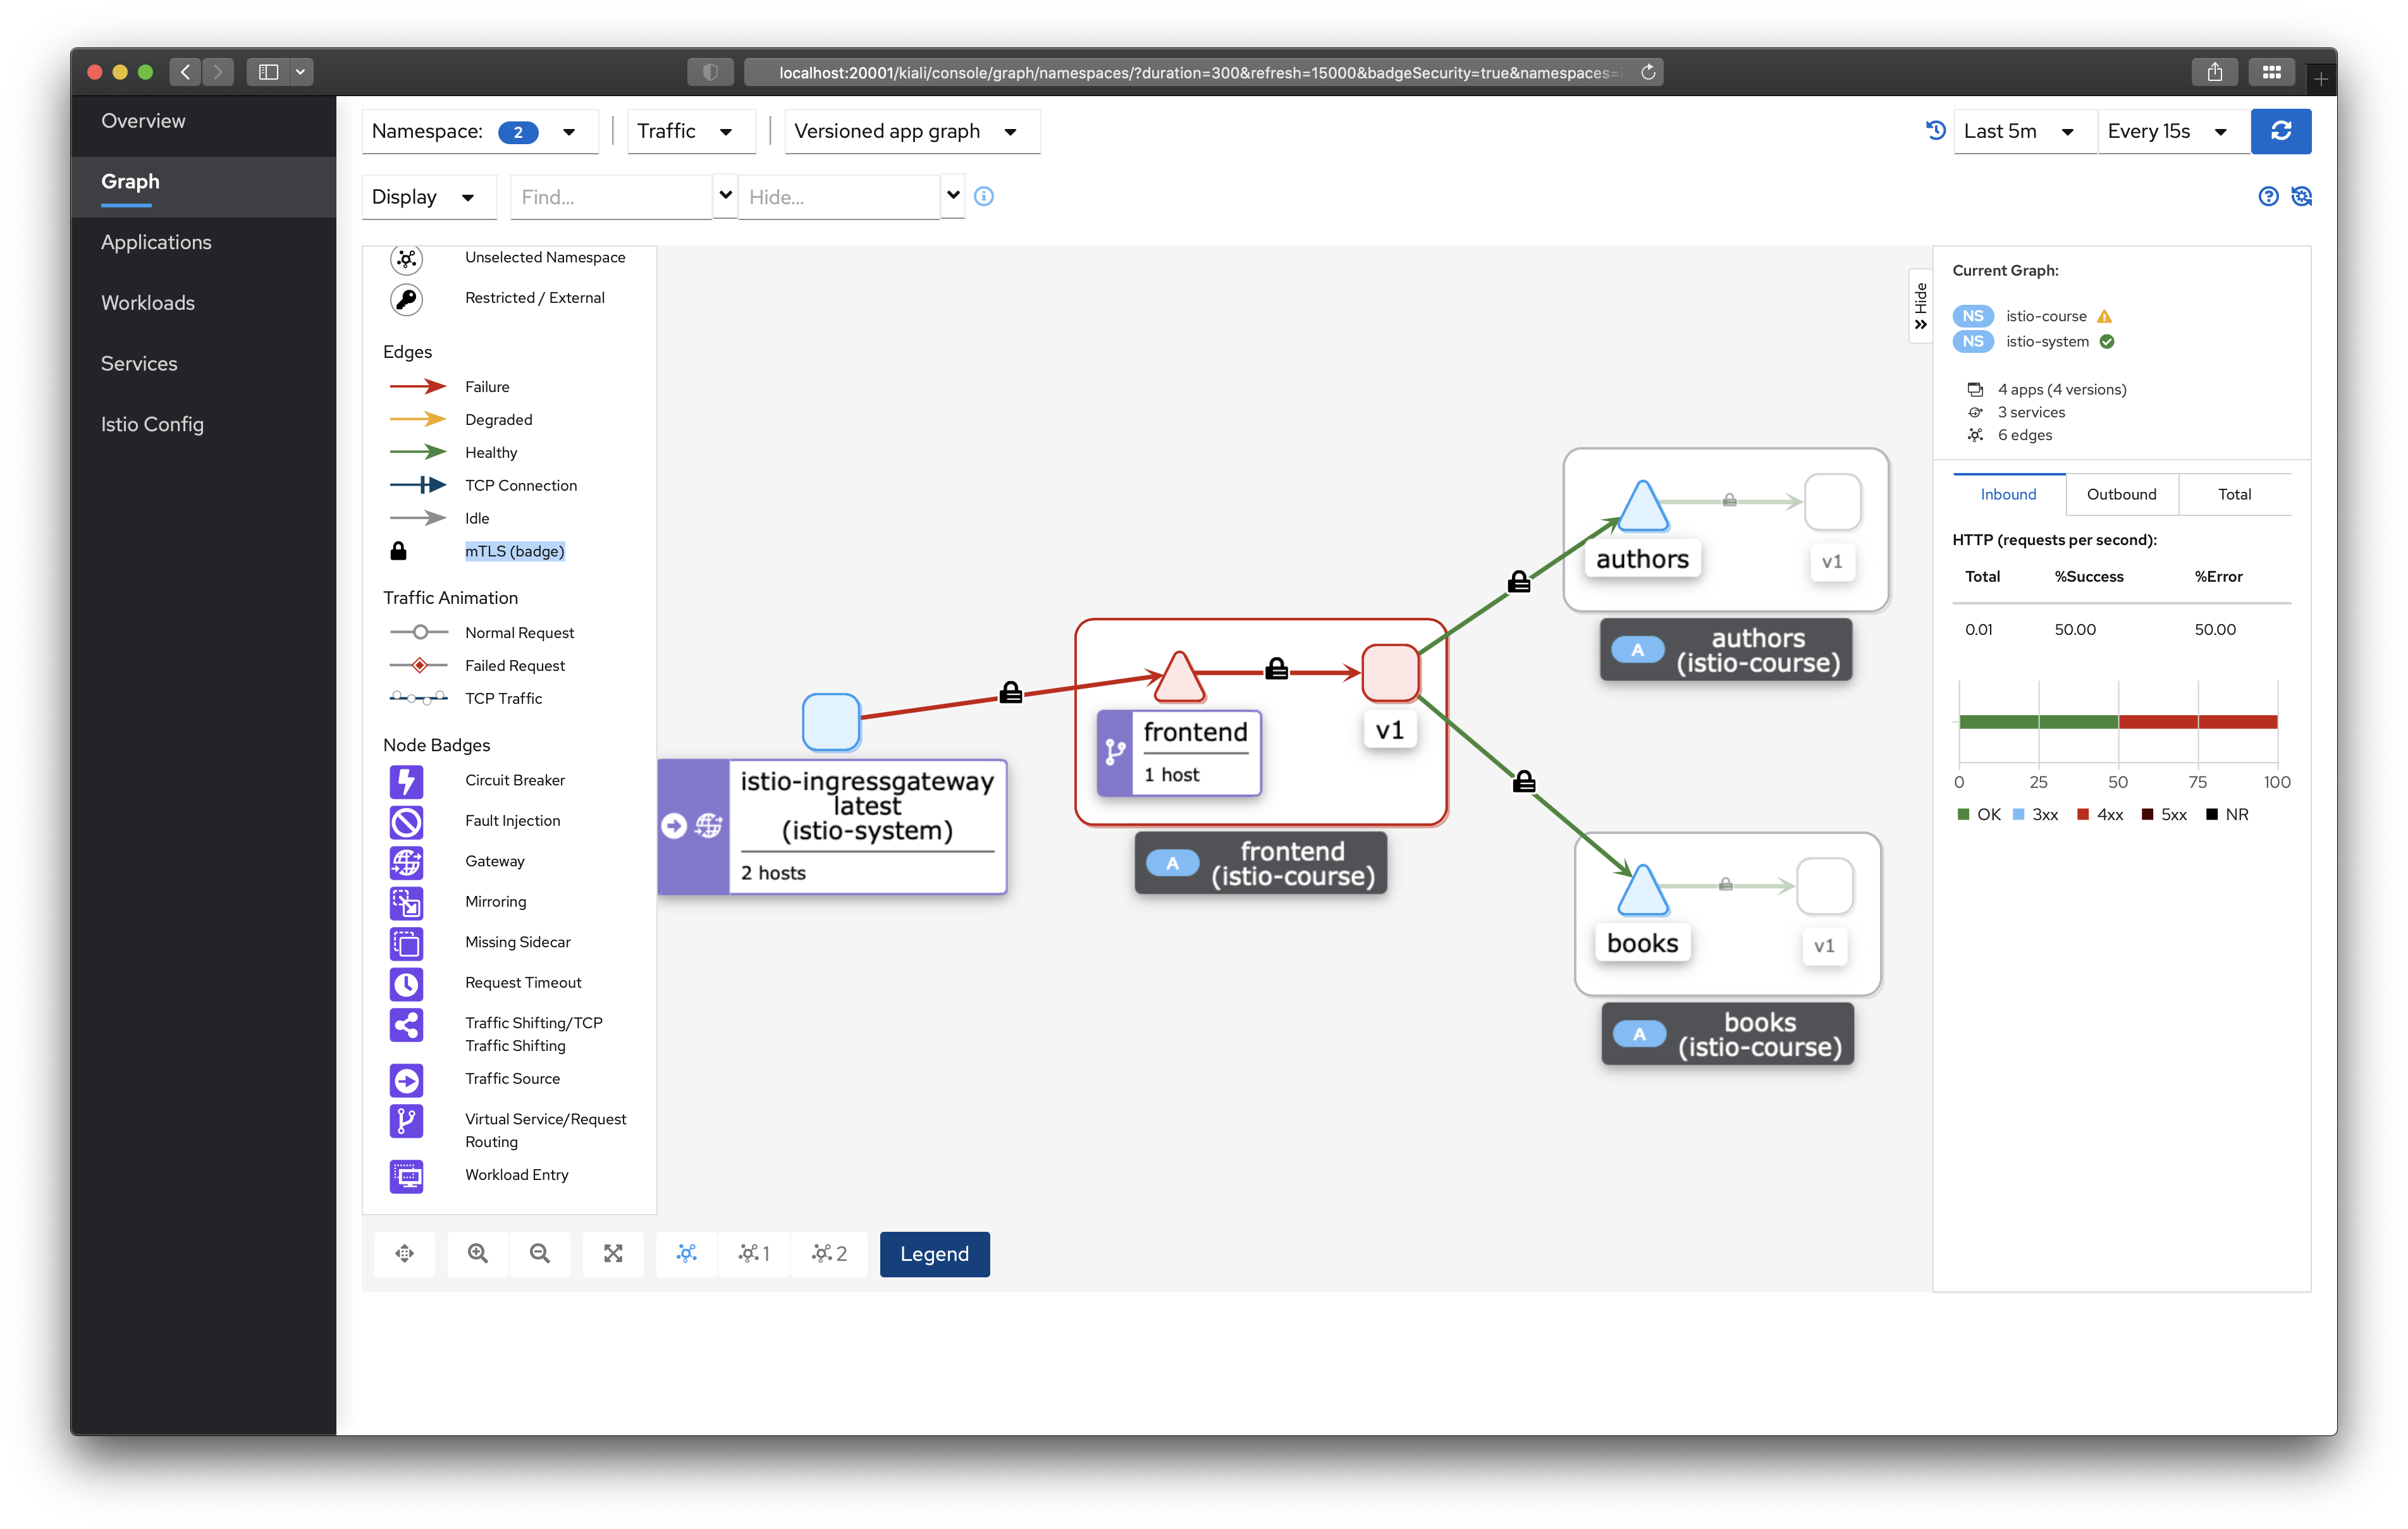 localhost:20001/kiali/console/graph/namespaces/?duration=300&refresh=15000&badgeSecurity=true&namespaces=
Overview
Graph
Applications
Workloads
Services
Istio Config
Namespace: 2
Traffic
Versioned app graph
Last 5m
Every 15s
Display
Find...
Hide...
Unselected Namespace
Restricted / External
Edges
Failure
Degraded
Healthy
TCP Connection
Idle
mTLS (badge)
Traffic Animation
Normal Request
Failed Request
TCP Traffic
Node Badges
Circuit Breaker
Fault Injection
Gateway
Mirroring
Missing Sidecar
Request Timeout
Traffic Shifting/TCP
Traffic Shifting
Traffic Source
Virtual Service/Request
Routing
Workload Entry
istio-ingressgateway
latest
(istio-system)
2 hosts
frontend
1 host
v1
A frontend
(istio-course)
authors
v1
A authors
(istio-course)
books
v1
A books
(istio-course)
1
2
Legend
Hide
Current Graph:
NS istio-course
NS istio-system
4 apps (4 versions)
3 services
6 edges
Inbound Outbound Total
HTTP (requests per second):
Total %Success %Error
0.01 50.00 50.00
0 25 50 75 100
OK 3xx 4xx 5xx NR